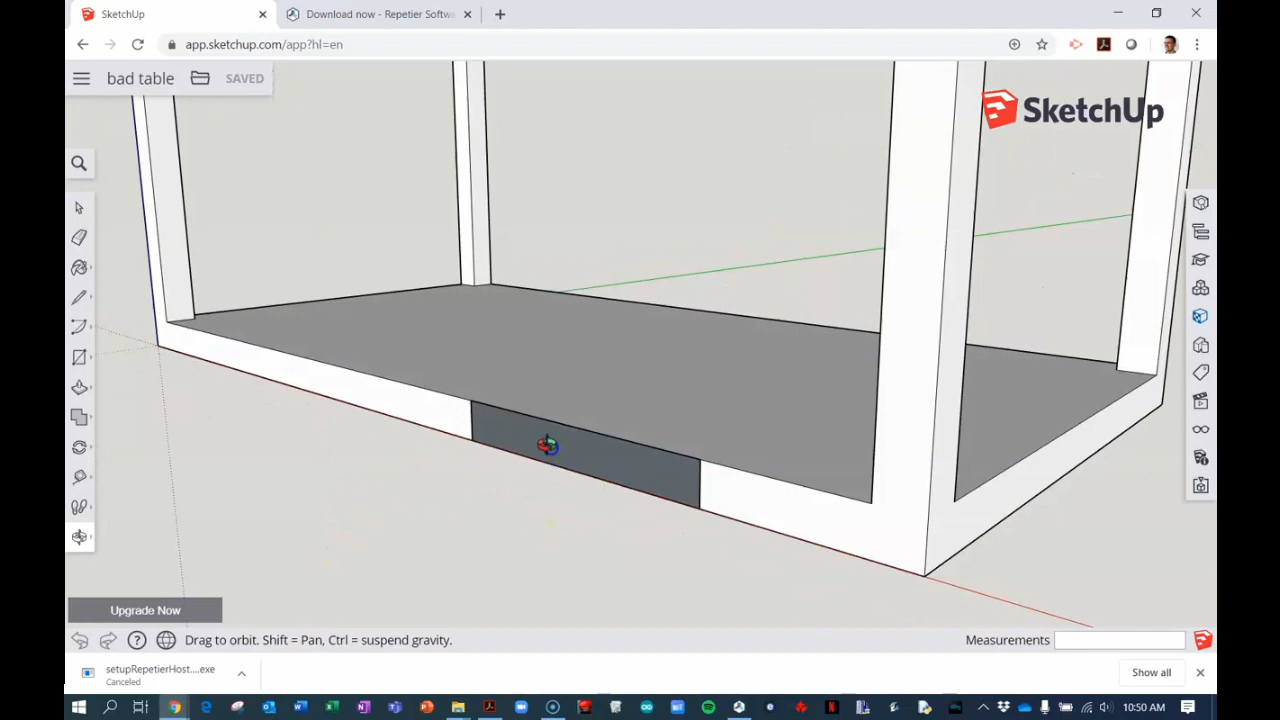 SketchUp
Download now - Repetier Softwa
app.sketchup.com/app?hl=en
bad table
SAVED
SketchUp
Upgrade Now
Drag to orbit. Shift = Pan, Ctrl = suspend gravity.
Measurements
setupRepetierHost....exe
Canceled
Show all
10:50 AM